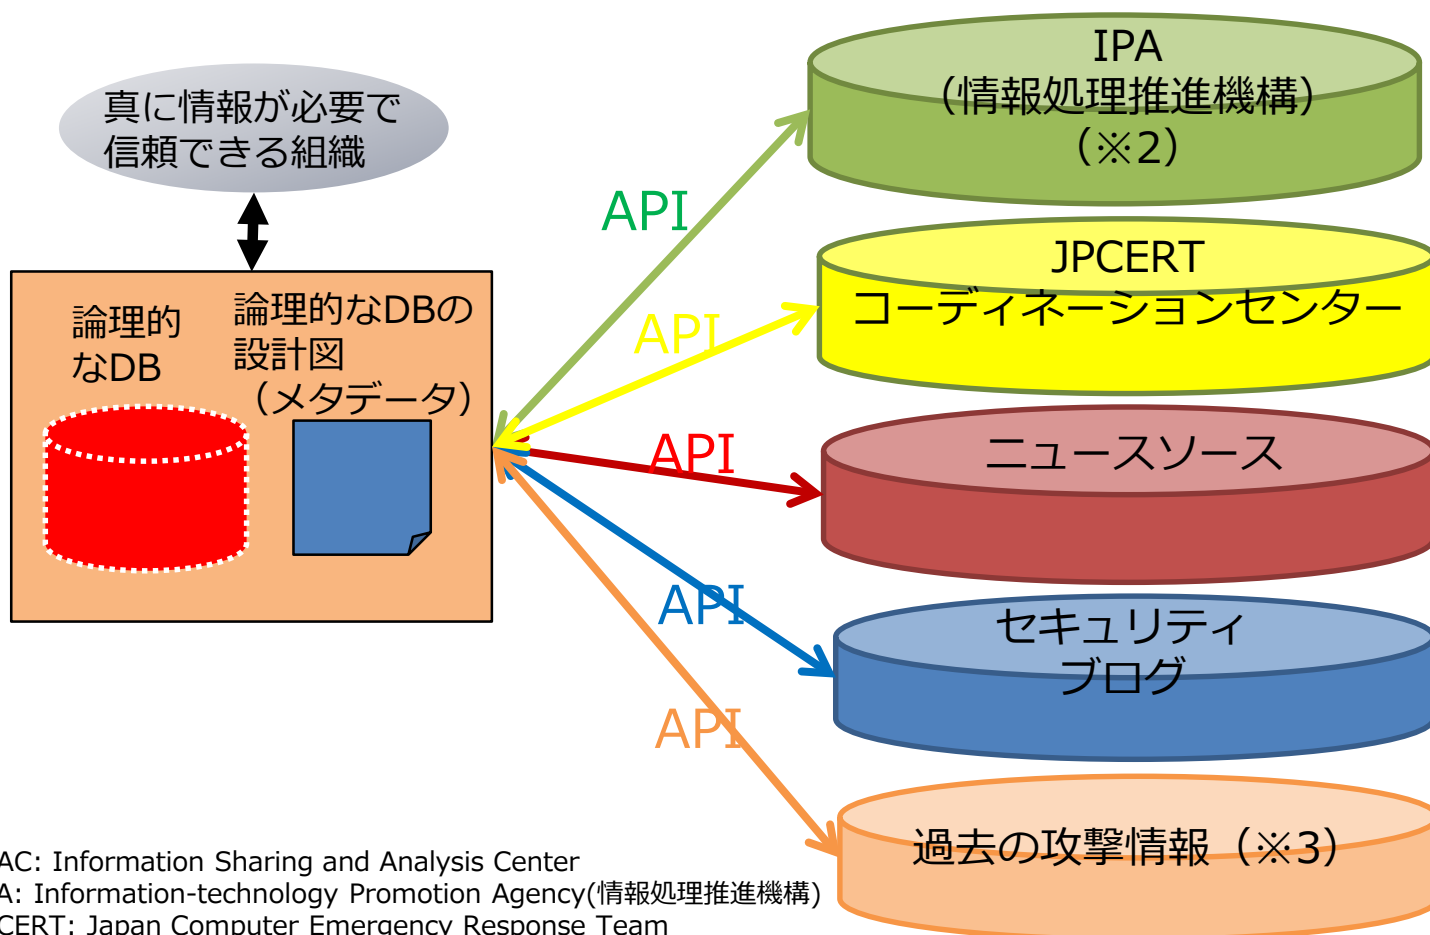 真に情報が必要で
信頼できる組織
論理的
なDB
論理的なDBの
設計図
（メタデータ）
API
API
API
API
API
IPA
（情報処理推進機構）
（※2）
JPCERT
コーディネーションセンター
ニュースソース
セキュリティ
ブログ
過去の攻撃情報（※3）
AC: Information Sharing and Analysis Center
A: Information-technology Promotion Agency(情報処理推進機構)
CERT: Japan Computer Emergency Response Team